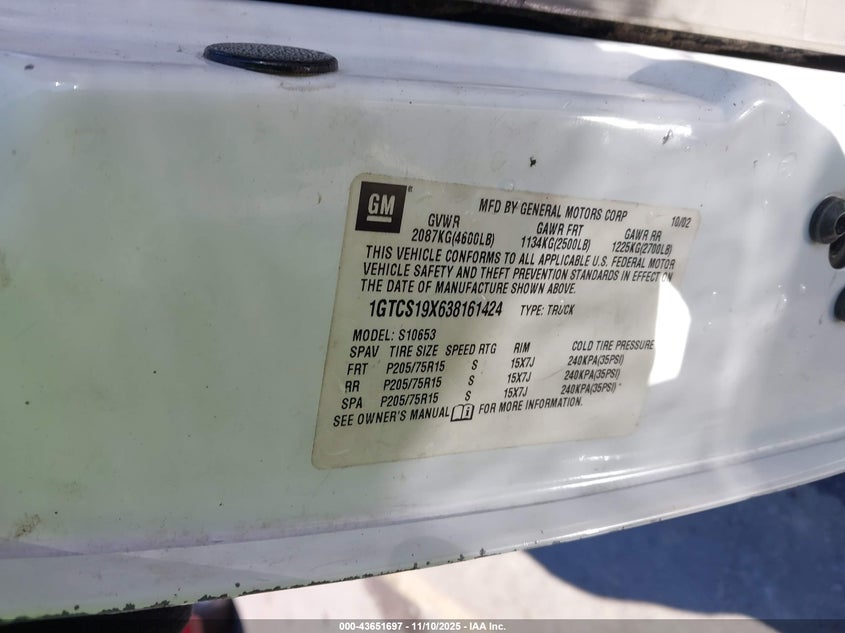 GM®
MFD BY GENERAL MOTORS CORP 10/02
GVWR GAWR FRT GAWR RR
2087KG(4600LB) 1134KG(2500LB) 1225KG(2700LB)
THIS VEHICLE CONFORMS TO ALL APPLICABLE U.S. FEDERAL MOTOR
VEHICLE SAFETY AND THEFT PREVENTION STANDARDS IN EFFECT ON
THE DATE OF MANUFACTURE SHOWN ABOVE.
1GTCS19X638161424 TYPE: TRUCK
MODEL: S10653
SPAV TIRE SIZE SPEED RTG RIM COLD TIRE PRESSURE
FRT P205/75R15 S 15X7J 240KPA(35PSI)
RR P205/75R15 S 15X7J 240KPA(35PSI)
SPA P205/75R15 S 15X7J 240KPA(35PSI)
SEE OWNER'S MANUAL FOR MORE INFORMATION.
000-43651697 - 11/10/2025 - IAA Inc.